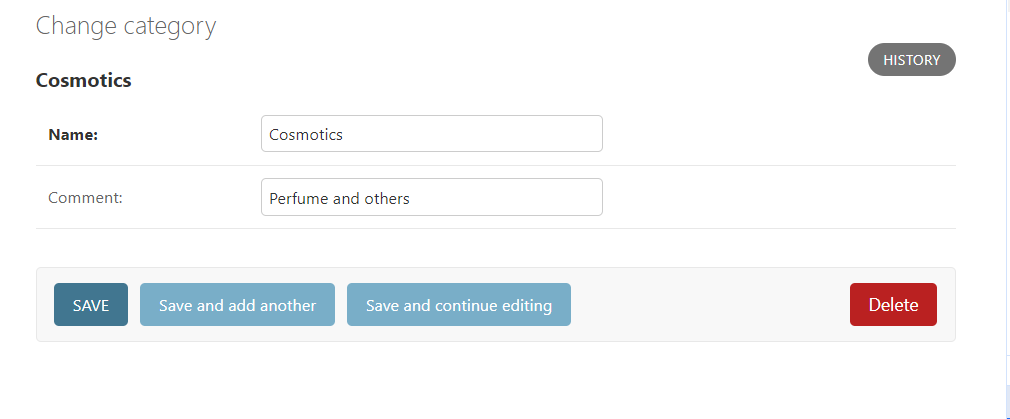 Change category
HISTORY
Cosmotics
Name: Cosmotics
Comment: Perfume and others
SAVE Save and add another Save and continue editing Delete